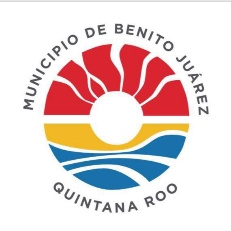 MUNICIPIO DE BENITO JUÁREZ
QUINTANA ROO